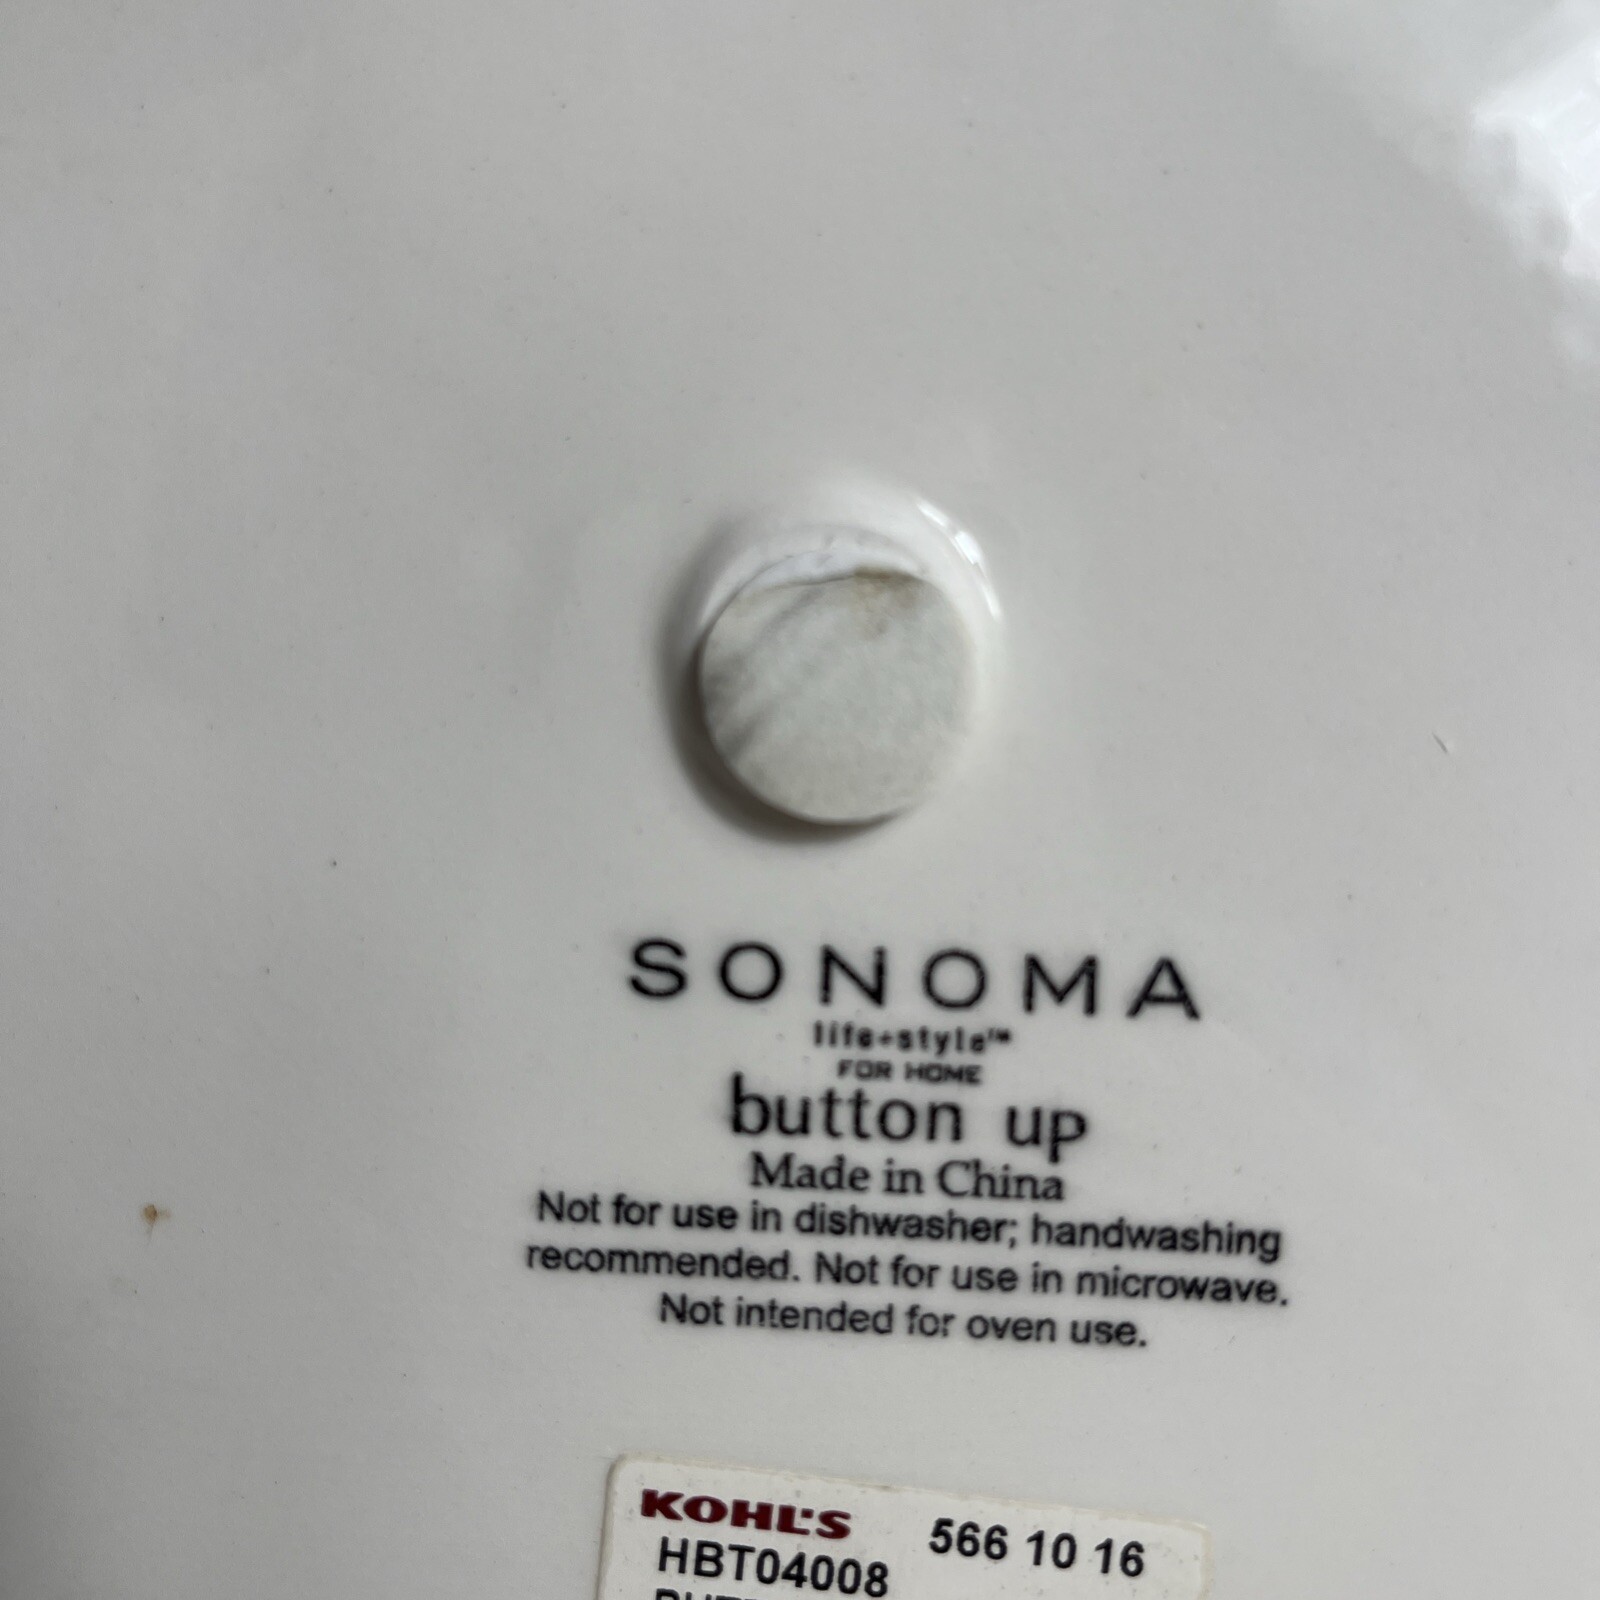 SONOMA
life+style™
FOR HOME
button up
Made in China
Not for use in dishwasher; handwashing
recommended. Not for use in microwave.
Not intended for oven use.
KOHL'S 566 10 16
HBT04008